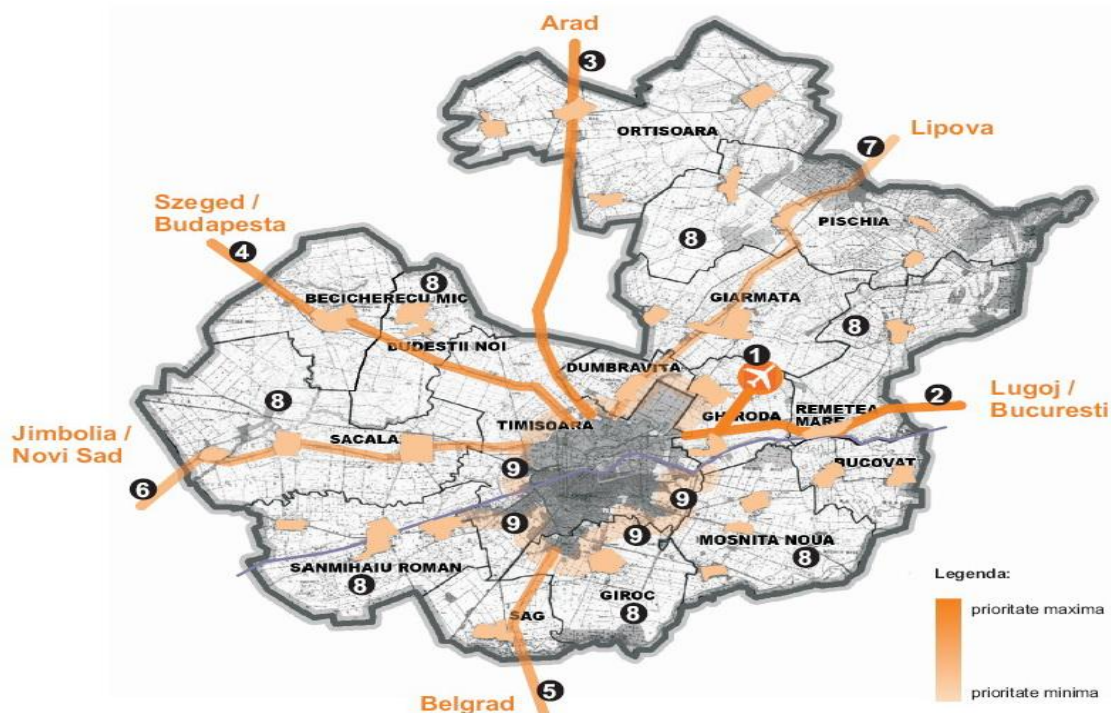 Arad
3
ORTISOARA
7
Lipova
Szeged /
Budapesta
4
PISCHIA
8
8
BECICHERECU MIC
GIARMATA
BUDESTII NOI
8
1
DUMBRAVITA
2
Lugoj /
Bucuresti
8
GHIRODA
REMETEA
MARE
TIMISOARA
Jimbolia /
Novi Sad
SACALAZ
BUCOVAT
9
6
9
9
9
MOSNITA NOUA
8
SANMIHAIU ROMAN
8
GIROC
8
SAG
Legenda:
prioritate maxima
prioritate minima
5
Belgrad